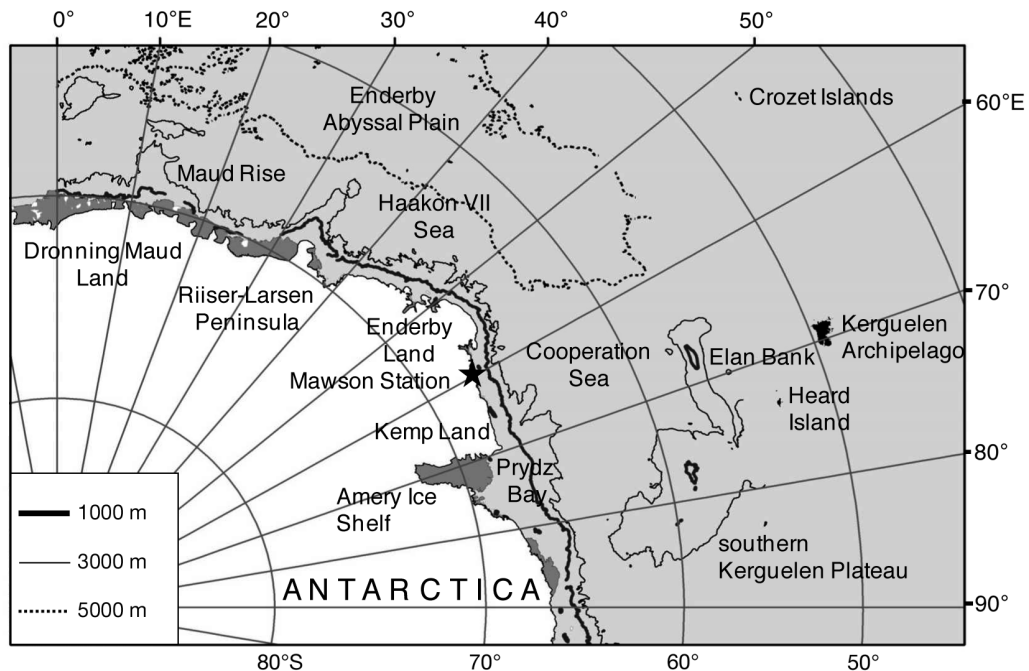 0° 10°E 20° 30° 40° 50°
60°E
Crozet Islands
Enderby
Abyssal Plain
Maud Rise
Haakon VII
Sea
Dronning Maud
Land
Riiser-Larsen
Peninsula
70°
Enderby
Land
Mawson Station
Cooperation
Sea
Elan Bank
Kerguelen
Archipelago
Heard
Island
Kemp Land
80°
Prydz
Bay
Amery Ice
Shelf
southern
Kerguelen Plateau
1000 m
3000 m
5000 m
ANTARCTICA
90°
80°S 70° 60° 50°